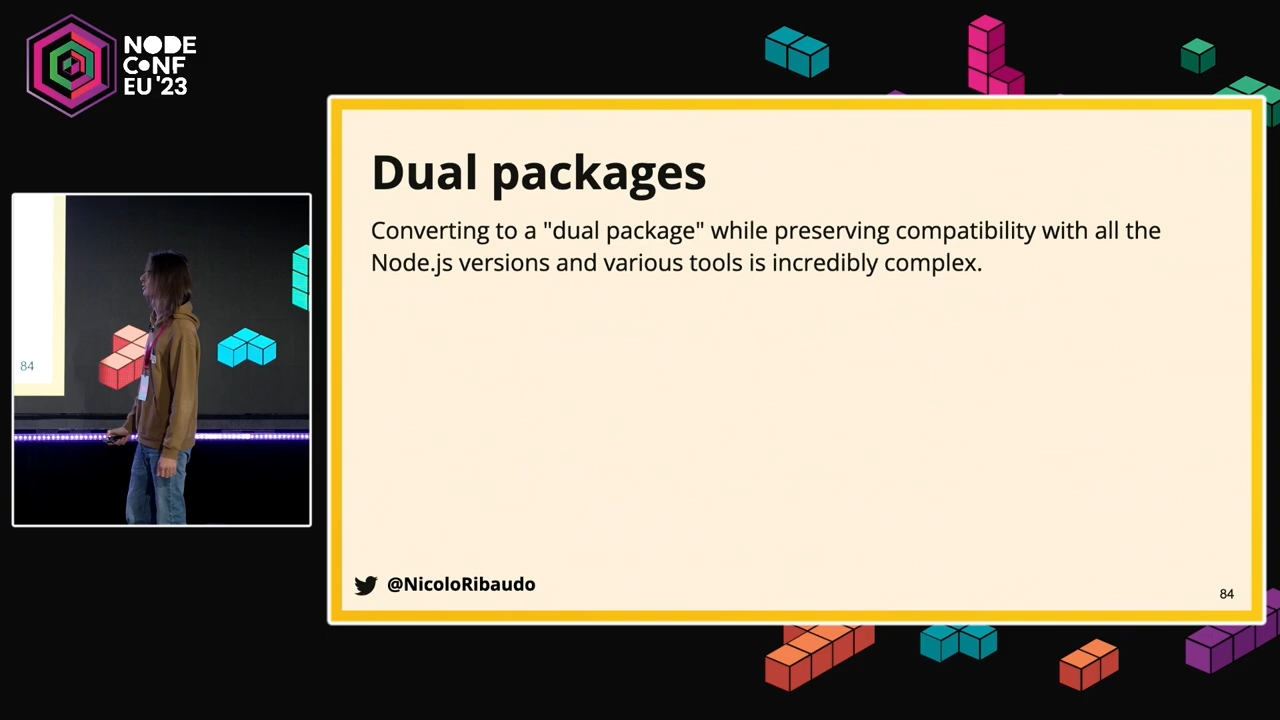 NODE
CONF
EU '23
Dual packages
Converting to a "dual package" while preserving compatibility with all the
Node.js versions and various tools is incredibly complex.
84
@NicoloRibaudo
84